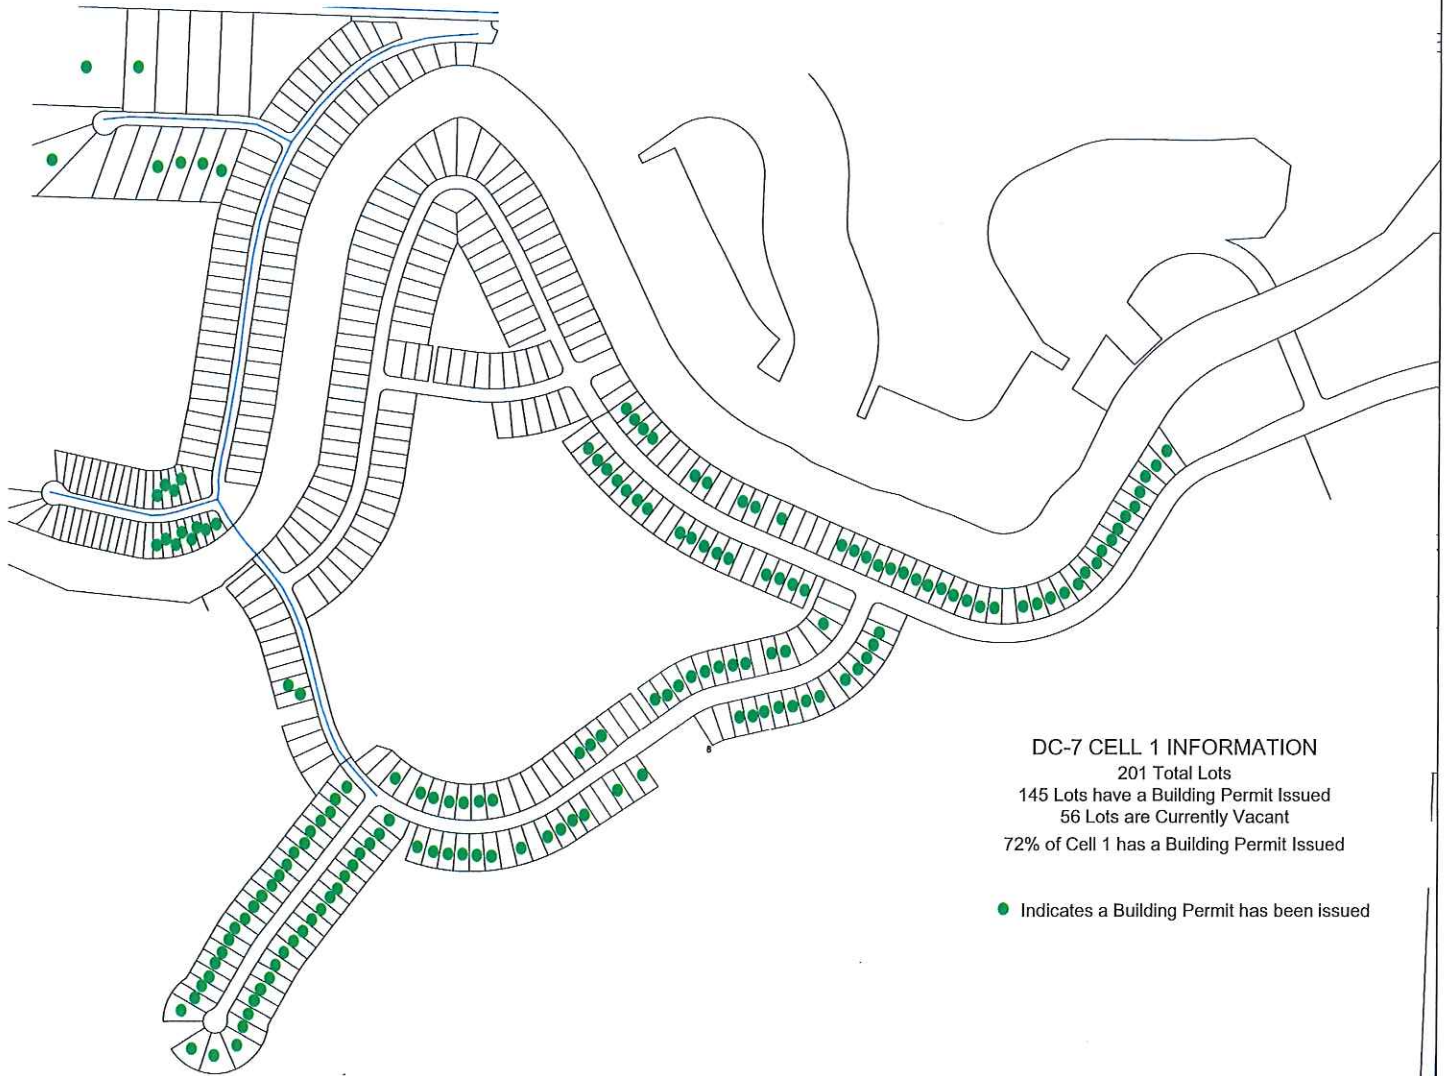 DC-7 CELL 1 INFORMATION
201 Total Lots
145 Lots have a Building Permit Issued
56 Lots are Currently Vacant
72% of Cell 1 has a Building Permit Issued
Indicates a Building Permit has been issued